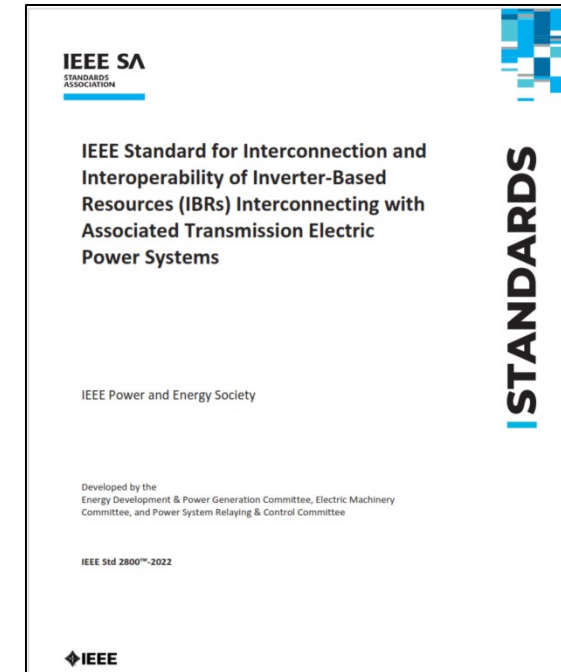 IEEE SA
STANDARDS
ASSOCIATION
IEEE Standard for Interconnection and
Interoperability of Inverter-Based
Resources (IBRs) Interconnecting with
Associated Transmission Electric
Power Systems
STANDARDS
IEEE Power and Energy Society
Developed by the
Energy Development & Power Generation Committee, Electric Machinery
Committee, and Power System Relaying & Control Committee
IEEE Std 2800™-2022
IEEE